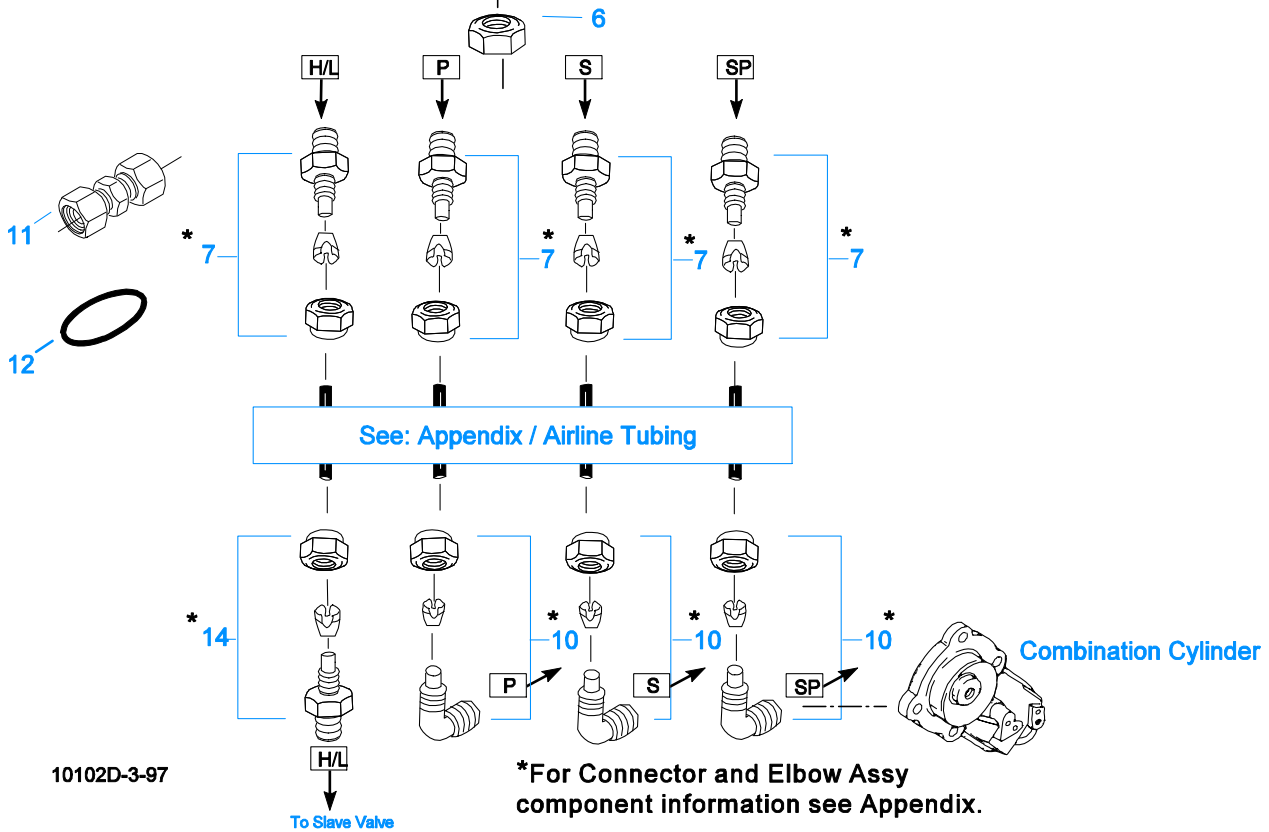 6
H/L
P
S
SP
11
*
7
*
7
*
7
*
7
12
See: Appendix / Airline Tubing
*
14
*
10
*
10
*
10
P
S
SP
Combination Cylinder
H/L
10102D-3-97
*For Connector and Elbow Assy
component information see Appendix.
To Slave Valve